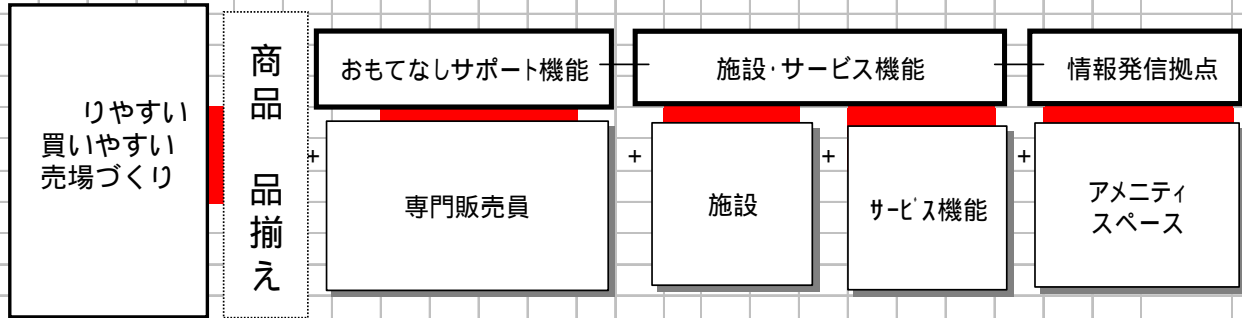 りやすい
買いやすい
売場づくり
商品 品揃え
おもてなしサポート機能
施設・サービス機能
情報発信拠点
+
専門販売員
+
施設
+
サービス機能
+
アメニティ
スペース